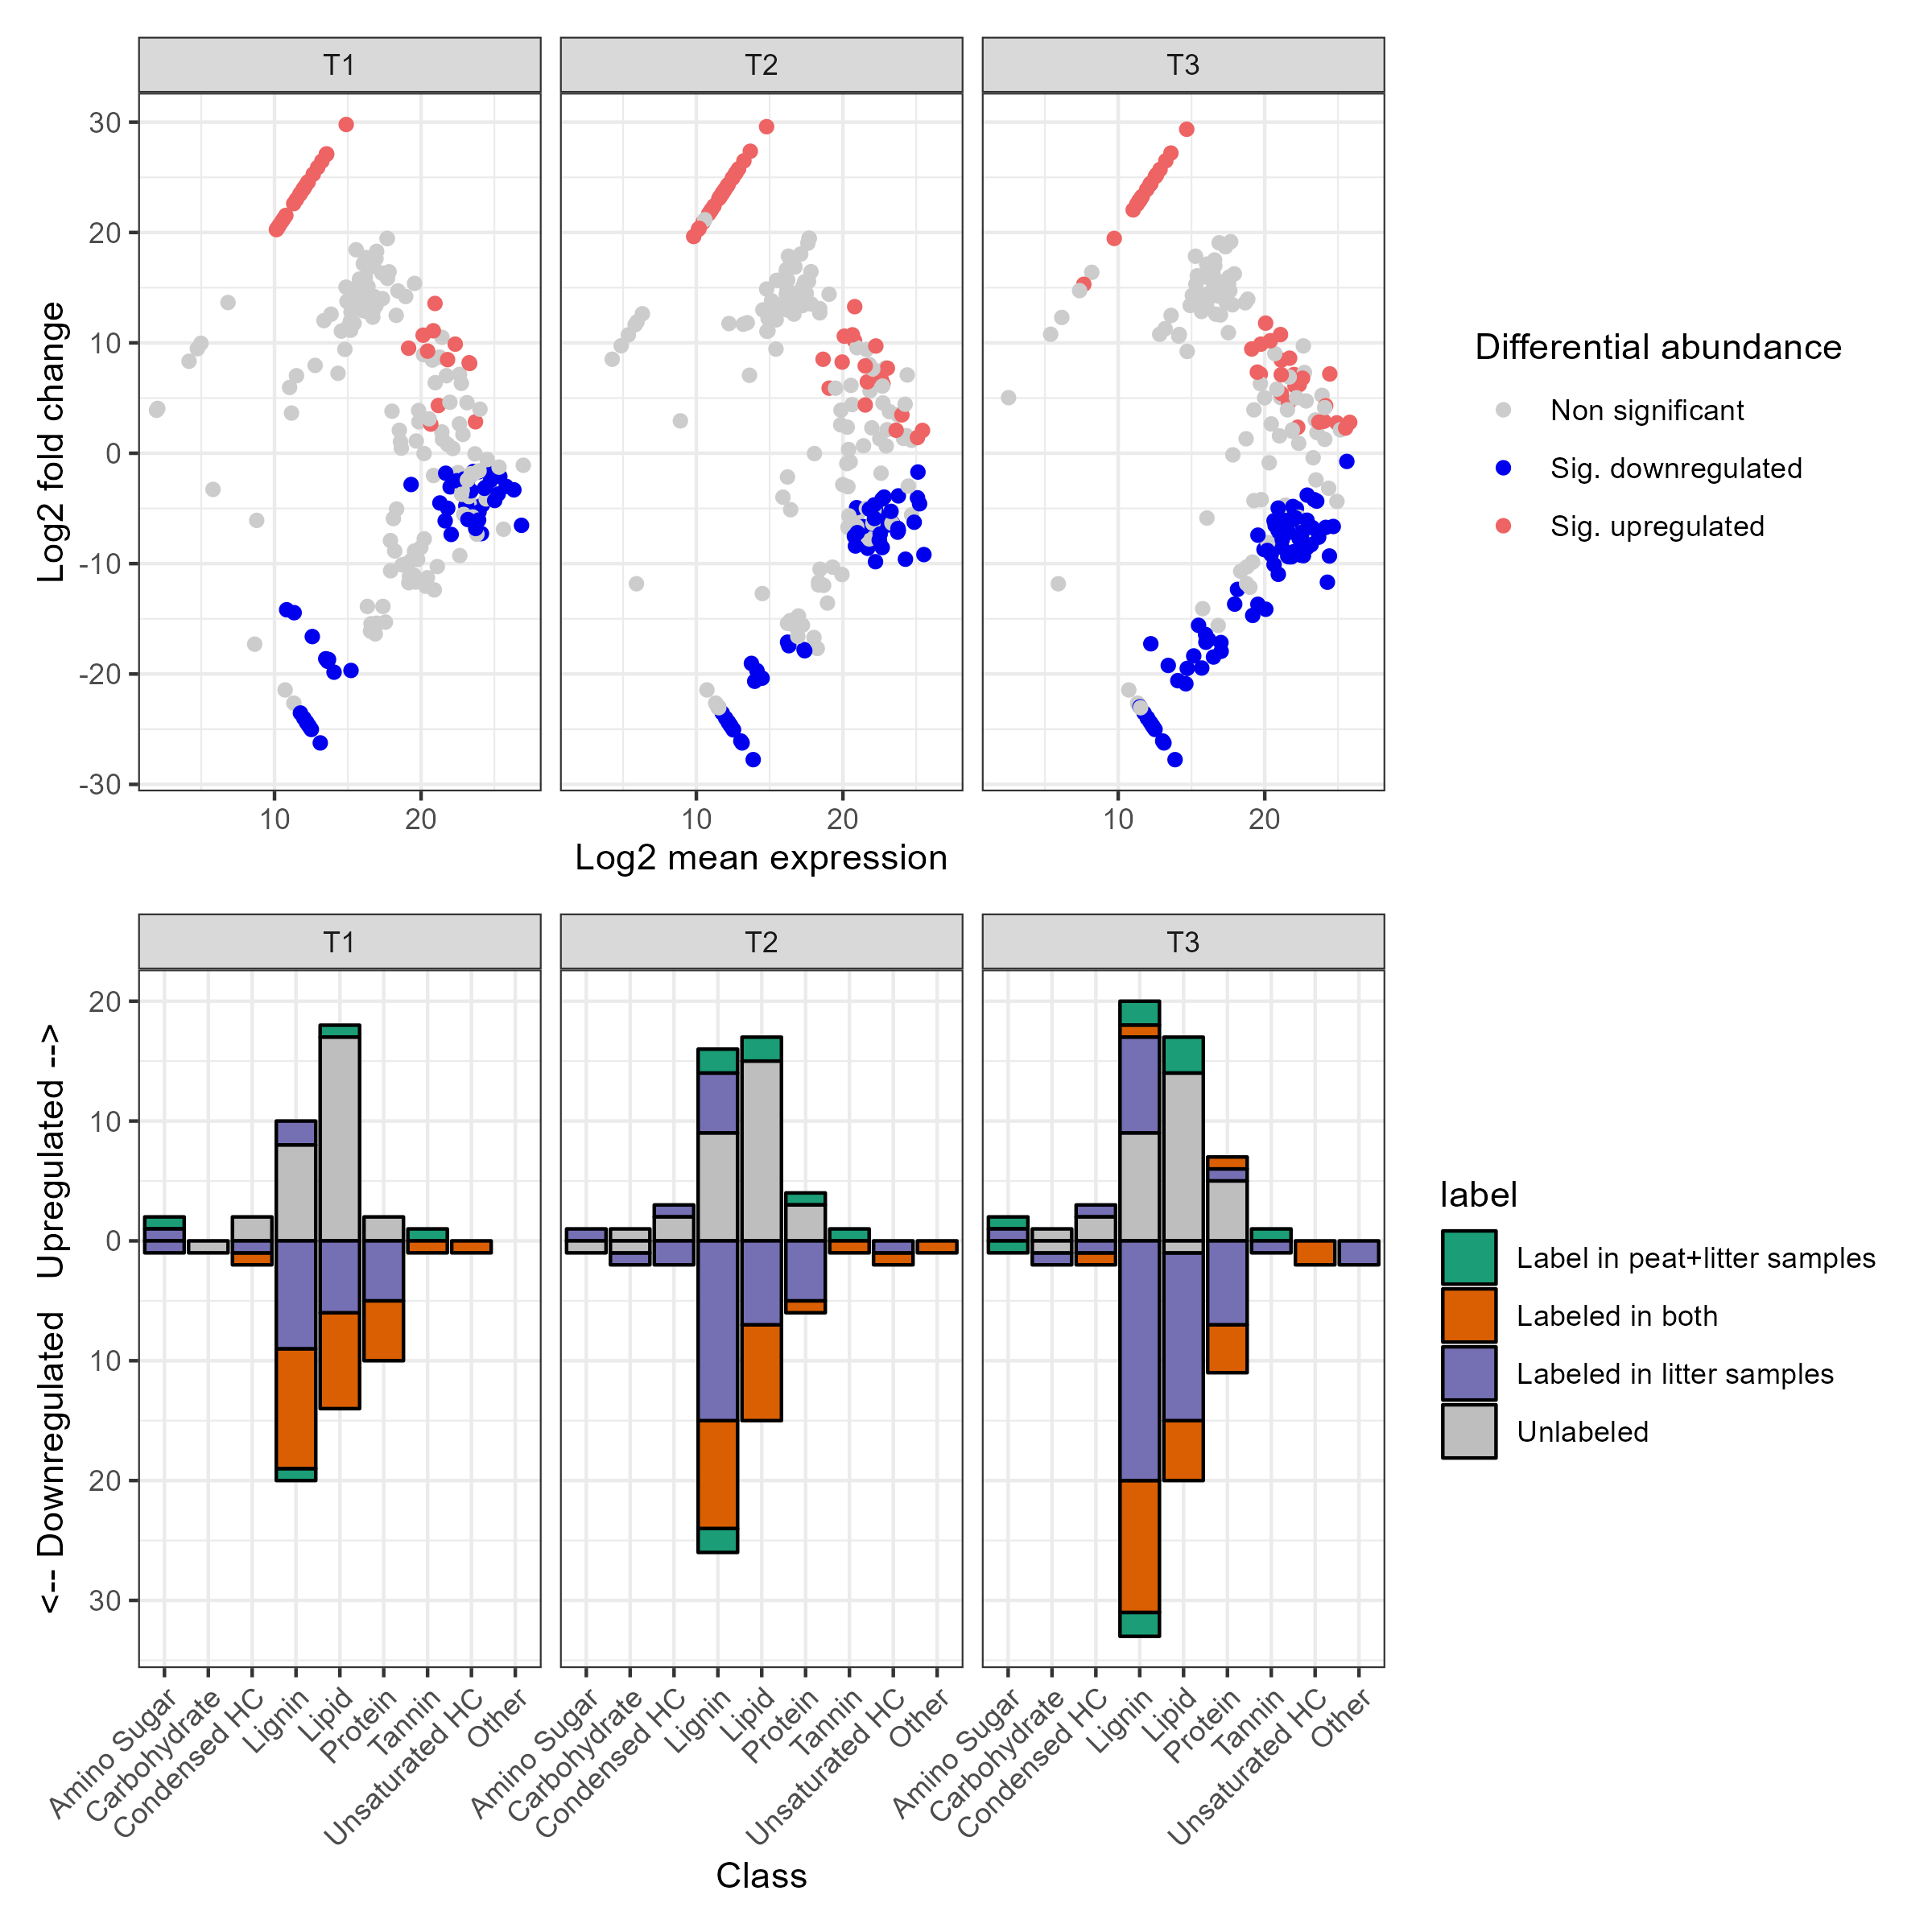 T1 T2 T3
30
20
10
0
-10
-20
-30
Log2 fold change
10 20 10 20 10 20
Log2 mean expression
Differential abundance
Non significant
Sig. downregulated
Sig. upregulated
T1 T2 T3
20
10
0
10
20
30
<-- Downregulated Upregulated -->
Amino Sugar Carbohydrate Condensed HC Lignin Lipid Protein Tannin Unsaturated HC Other Amino Sugar Carbohydrate Condensed HC Lignin Lipid Protein Tannin Unsaturated HC Other Amino Sugar Carbohydrate Condensed HC Lignin Lipid Protein Tannin Unsaturated HC Other
Class
label
Label in peat+litter samples
Labeled in both
Labeled in litter samples
Unlabeled